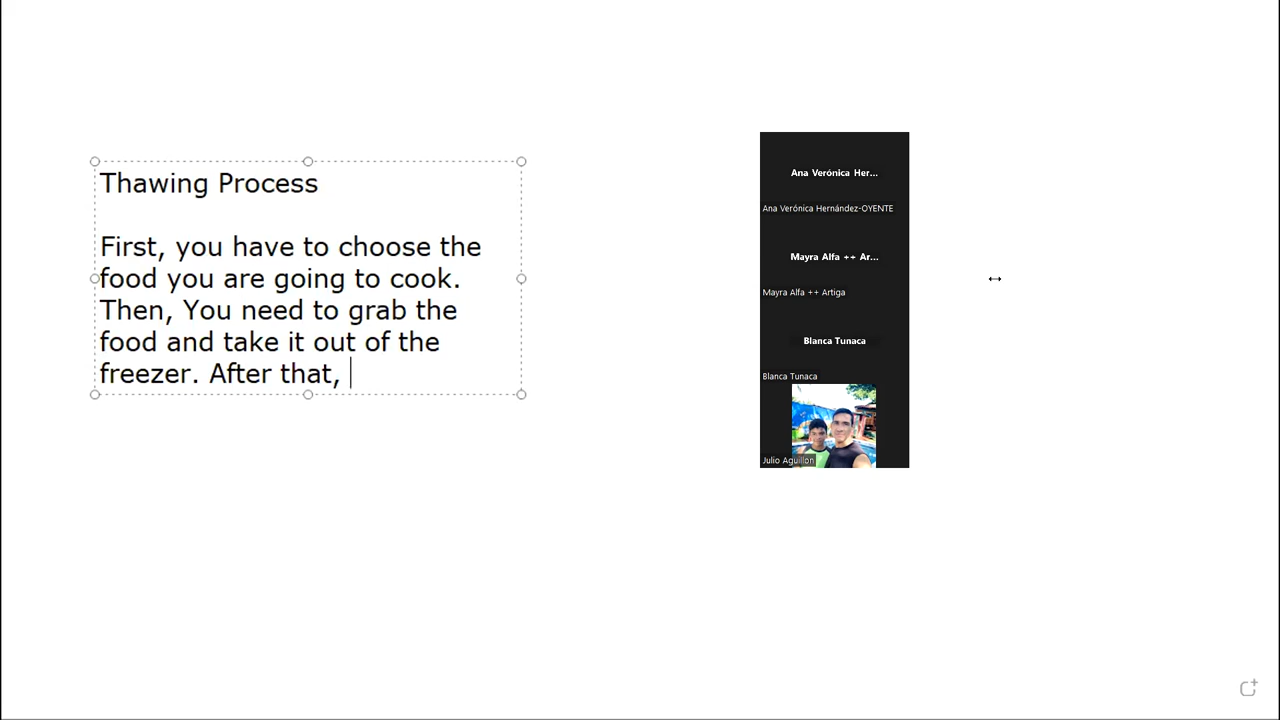 Thawing Process
First, you have to choose the
food you are going to cook.
Then, You need to grab the
food and take it out of the
freezer. After that,
Ana Verónica Her...
Ana Verónica Hernández-OYENTE
Mayra Alfa ++ Ar...
Mayra Alfa ++ Artiga
Blanca Tunaca
Blanca Tunaca
Julio Aguillon